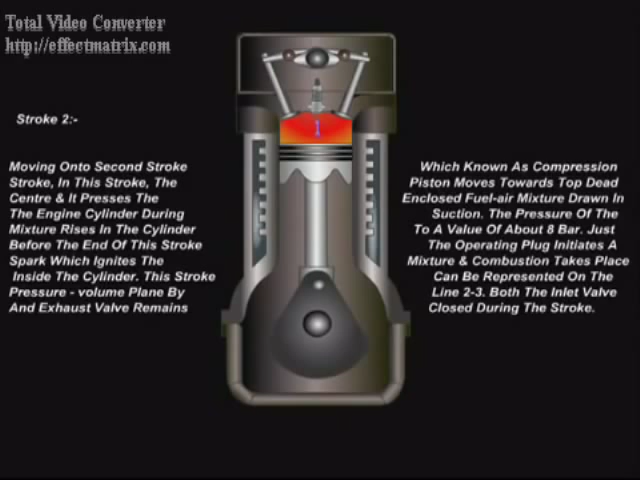 Total Video Converter
http://effectmatrix.com
Stroke 2:-
1
Moving Onto Second Stroke Which Known As Compression
Stroke, In This Stroke, The Piston Moves Towards Top Dead
Centre & It Presses The Enclosed Fuel-air Mixture Drawn In
The Engine Cylinder During Suction. The Pressure Of The
Mixture Rises In The Cylinder To A Value Of About 8 Bar. Just
Before The End Of This Stroke The Operating Plug Initiates A
Spark Which Ignites The Mixture & Combustion Takes Place
Inside The Cylinder. This Stroke Can Be Represented On The
Pressure - volume Plane By Line 2-3. Both The Inlet Valve
And Exhaust Valve Remains Closed During The Stroke.